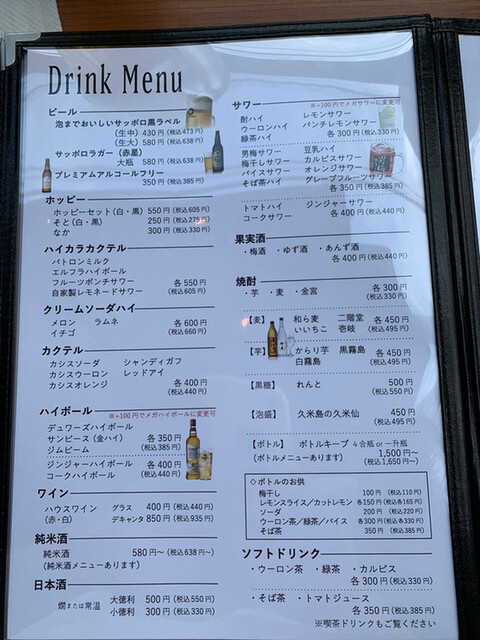 Drink Menu
ビール
泡までおいしいサッポロ黒ラベル
(生中) 430円(税込473円)
(生大) 580円(税込638円)
サッポロラガー(赤星)
大瓶 580円(税込638円)
プレミアムアルコールフリー
350円(税込385円)
ホッピー
ホッピーセット(白・黒) 550円(税込605円)
そと(白・黒) 250円(税込275円)
なか 300円(税込330円)
ハイカラカクテル
パトロンミルク
エルフラハイボール
フルーツポンチサワー 各550円
自家製レモネードサワー (税込605円)
クリームソーダハイ
メロン ラムネ 各600円
イチゴ (税込660円)
カクテル
カシスソーダ シャンディガフ
カシスウーロン レッドアイ
カシスオレンジ 各400円
(税込440円)
ハイボール
※+100円でメガハイボールに変更可
デュワーズハイボール
サンピース(金ハイ) 各350円
ジムビーム (税込385円)
ジンジャーハイボール 各400円
コークハイボール (税込440円)
ワイン
ハウスワイン グラス 400円(税込440円)
(赤・白) デキャンタ 850円(税込935円)
純米酒
純米酒 580円~(税込638円~)
(純米酒メニューあります)
日本酒
燗または常温 大徳利 500円(税込550円)
小徳利 300円(税込330円)
サワー
※+100円でメガサワーに変更可
酎ハイ レモンサワー
ウーロンハイ パンチレモンサワー
緑茶ハイ 各300円(税込330円)
男梅サワー 豆乳ハイ
梅干しサワー カルピスサワー
バイスサワー オレンジサワー
そば茶ハイ グレープフルーツサワー
各350円(税込385円)
トマトハイ ジンジャーサワー
コークサワー 各400円(税込440円)
果実酒
・梅酒 ・ゆず酒 ・あんず酒
各400円(税込440円)
焼酎
・芋 ・麦 ・金宮 各300円
(税込330円)
【麦】 和ら麦 二階堂 各450円
いいちこ 壱岐 (税込495円)
【芋】 からり芋 黒霧島 各450円
白霧島 (税込495円)
【黒糖】 れんと 500円
(税込550円)
【泡盛】 久米島の久米仙 450円
(税込495円)
【ボトル】 ボトルキープ 4合瓶or一升瓶
(ボトルメニューあります) 1,500円~
(税込1,650円~)
◇ボトルのお供
梅干し 100円(税込110円)
レモンスライス/カットレモン 各150円(税込各165円)
ソーダ 200円(税込220円)
ウーロン茶/緑茶/バイス 各300円(税込各330円)
そば茶 350円(税込385円)
ソフトドリンク
・ウーロン茶 ・緑茶 ・カルピス
各300円(税込330円)
・そば茶 ・トマトジュース
各350円(税込385円)
※喫茶ドリンクもご覧ください